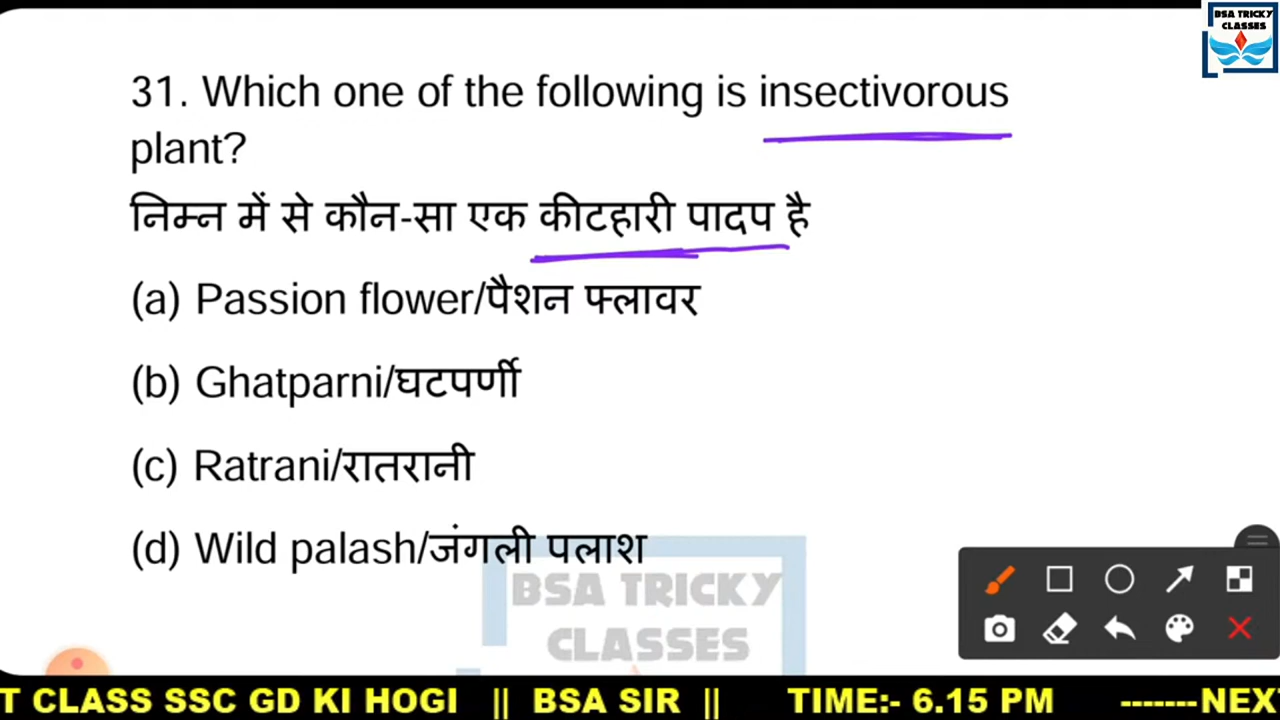 BSA TRICKY
CLASSES
31. Which one of the following is insectivorous
plant?
निम्न में से कौन-सा एक कीटहारी पादप है
(a) Passion flower/पैशन फ्लावर
(b) Ghatparni/घटपर्णी
(c) Ratrani/रातरानी
(d) Wild palash/जंगली पलाश
BSA TRICKY
CLASSES
T CLASS SSC GD KI HOGI || BSA SIR || TIME:- 6.15 PM -------NEX